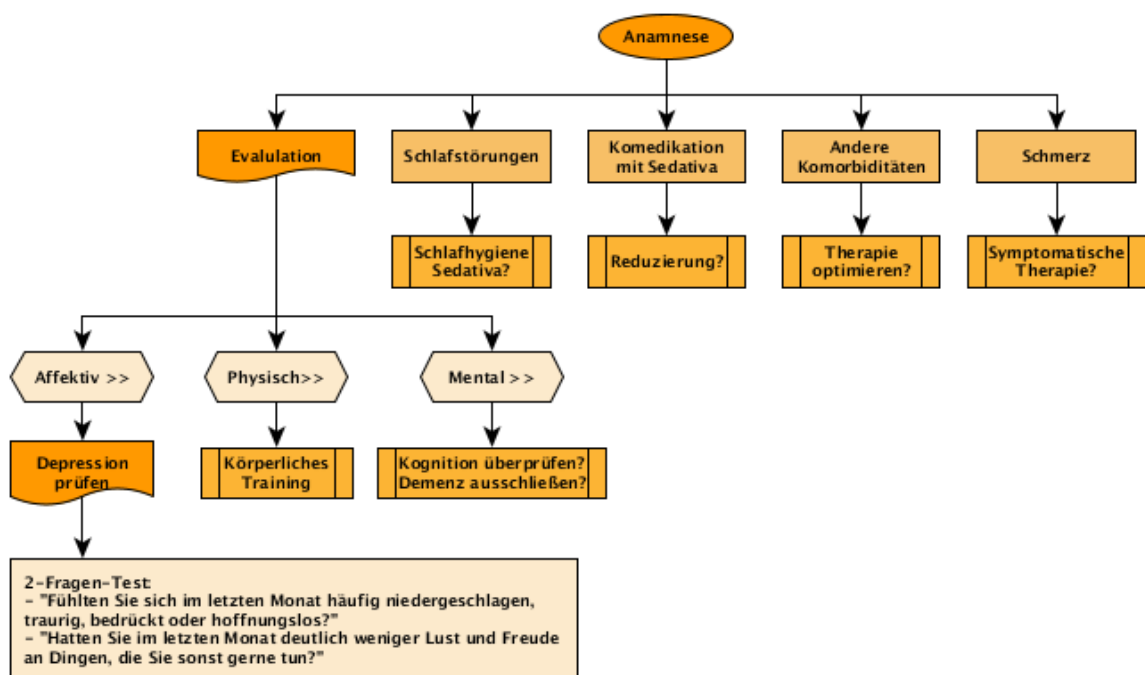 Anamnese
Evalulation
Schlafstörungen
Komedikation
mit Sedativa
Andere
Komorbiditäten
Schmerz
Schlafhygiene
Sedativa?
Reduzierung?
Therapie
optimieren?
Symptomatische
Therapie?
Affektiv >>
Physisch>>
Mental >>
Depression
prüfen
Körperliches
Training
Kognition überprüfen?
Demenz ausschließen?
2-Fragen-Test:
- "Fühlten Sie sich im letzten Monat häufig niedergeschlagen,
traurig, bedrückt oder hoffnungslos?"
- "Hatten Sie im letzten Monat deutlich weniger Lust und Freude
an Dingen, die Sie sonst gerne tun?"